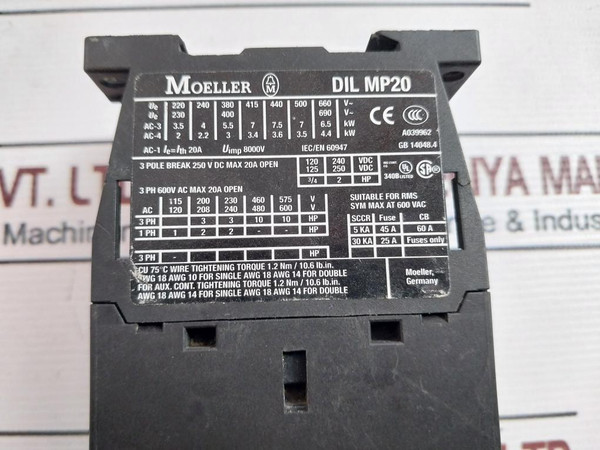 MOELLER DIL MP20
Ue 220 240 380 415 440 500 660 V~
Ue 230 400 690 V~
AC-3 3.5 4 5.5 7 7.5 7 6.5 kW
AC-4 2 2.2 3 3.4 3.6 3.5 4.4 kW
AC-1 Ie=Ith 20A Uimp 8000V IEC/EN 60947
CE CCC
A039962
GB 14048.4
3 POLE BREAK 250 V DC MAX 20A OPEN
120 240 VDC
125 250 VDC
3/4 2 HP
UL LISTED
340B
3 PH 600V AC MAX 20A OPEN
115 200 230 460 575 V
AC 120 208 240 480 600 V
3 PH 3 3 10 10 HP
1 PH 1 2 2 - - HP
3 PH - HP
SUITABLE FOR RMS
SYM MAX AT 600 VAC
SCCR Fuse CB
5 KA 45 A 60 A
30 KA 25 A Fuses only
CU 75°C WIRE TIGHTENING TORQUE 1.2 Nm / 10.6 lb.in.
AWG 18 AWG 10 FOR SINGLE AWG 18 AWG 14 FOR DOUBLE
FOR AUX. CONT. TIGHTENING TORQUE 1.2 Nm / 10.6 lb.in.
AWG 18 AWG 14 FOR SINGLE AWG 18 AWG 14 FOR DOUBLE
Moeller,
Germany
VT. LT
NIYA MAN
Machin
& Indus